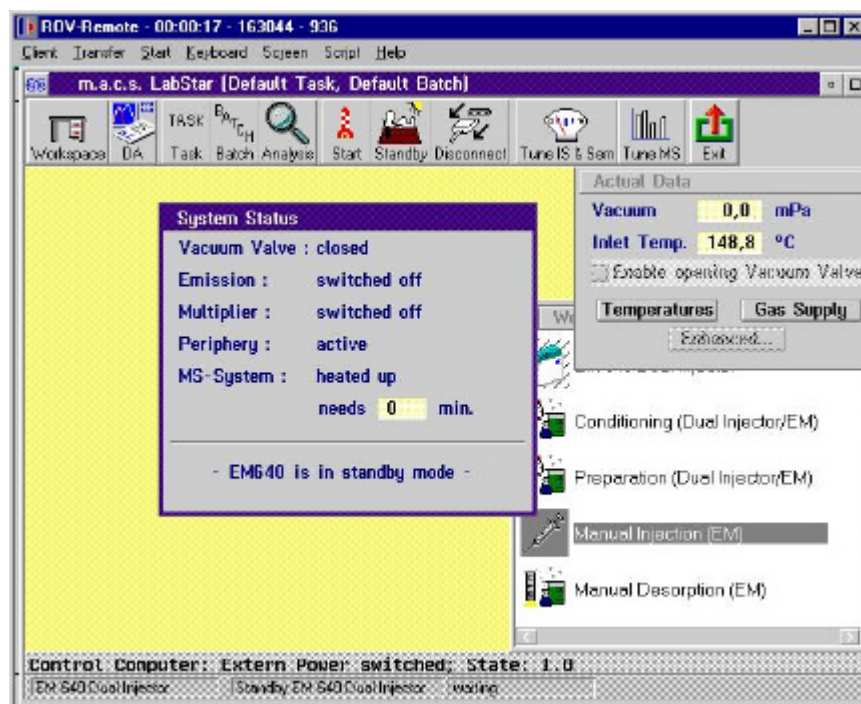 ROV-Remote - 00:00:17 - 163044 - 936
Client Transfer Start Keyboard Screen Script Help
m.a.c.s. LabStar (Default Task, Default Batch)
TASK BATCH
Workspace DA Task Batch Analysis Start Standby Disconnect Tune IS & Sem Tune MS Exit
Actual Data
Vacuum 0,0 mPa
Inlet Temp. 148,8 °C
Enable opening Vacuum Valve
Temperatures Gas Supply
Enhanced...
System Status
Vacuum Valve : closed
Emission : switched off
Multiplier : switched off
Periphery : active
MS-System : heated up
needs 0 min.
- EM640 is in standby mode -
Conditioning (Dual Injector/EM)
Preparation (Dual Injector/EM)
Manual Injection (EM)
Manual Desorption (EM)
Control Computer: Extern Power switched; State: 1.0
EM 640 Dual Injector Standby EM 640 Dual Injector waiting